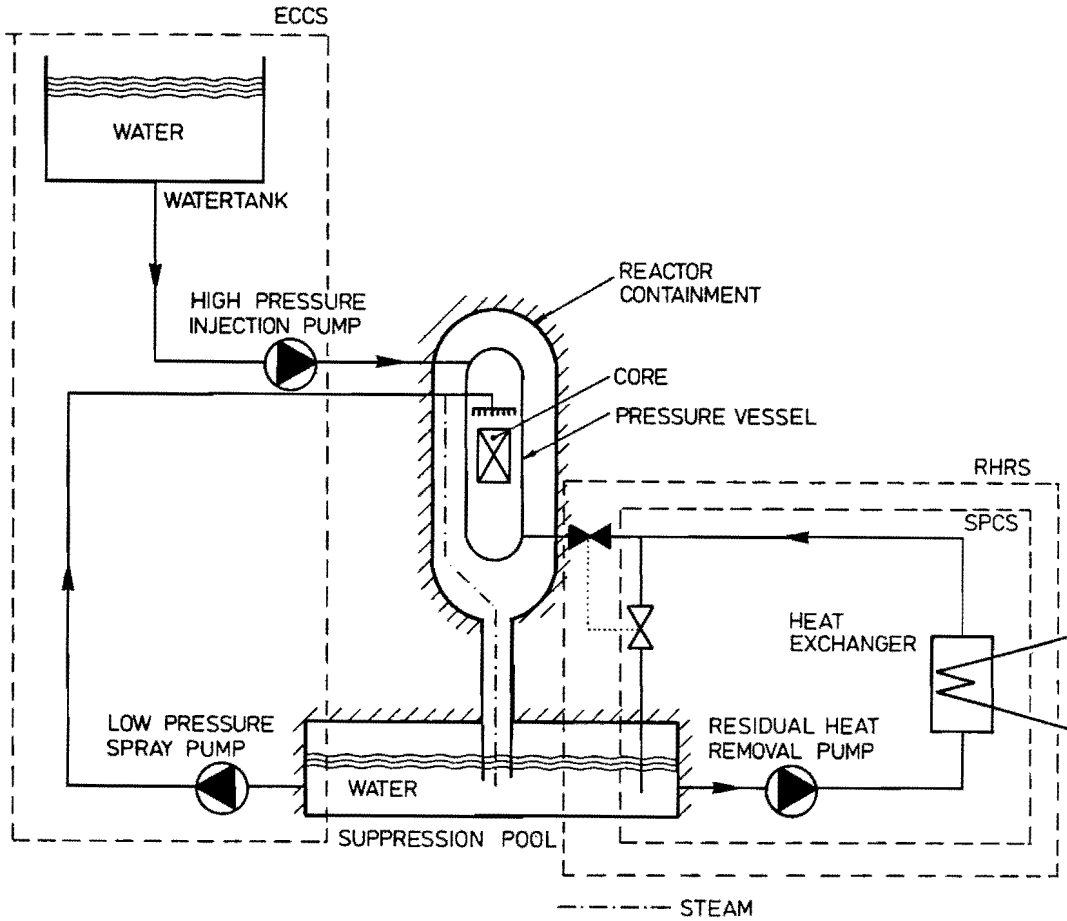 ECCS
WATER
WATERTANK
HIGH PRESSURE
INJECTION PUMP
REACTOR
CONTAINMENT
CORE
PRESSURE VESSEL
RHRS
SPCS
HEAT
EXCHANGER
LOW PRESSURE
SPRAY PUMP
RESIDUAL HEAT
REMOVAL PUMP
WATER
SUPPRESSION POOL
STEAM